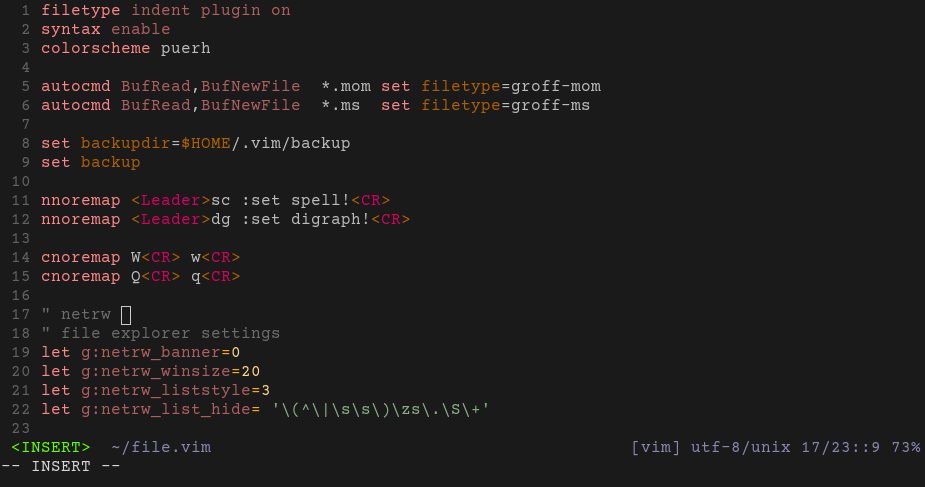 1 filetype indent plugin on
2 syntax enable
3 colorscheme puerh
4
5 autocmd BufRead,BufNewFile  *.mom set filetype=groff-mom
6 autocmd BufRead,BufNewFile  *.ms  set filetype=groff-ms
7
8 set backupdir=$HOME/.vim/backup
9 set backup
10
11 nnoremap <Leader>sc :set spell!<CR>
12 nnoremap <Leader>dg :set digraph!<CR>
13
14 cnoremap W<CR> w<CR>
15 cnoremap Q<CR> q<CR>
16
17 " netrw
18 " file explorer settings
19 let g:netrw_banner=0
20 let g:netrw_winsize=20
21 let g:netrw_liststyle=3
22 let g:netrw_list_hide= '\(^\|\s\s\)\zs\.\S\+'
23
<INSERT>  ~/file.vim [vim] utf-8/unix 17/23::9 73%
-- INSERT --